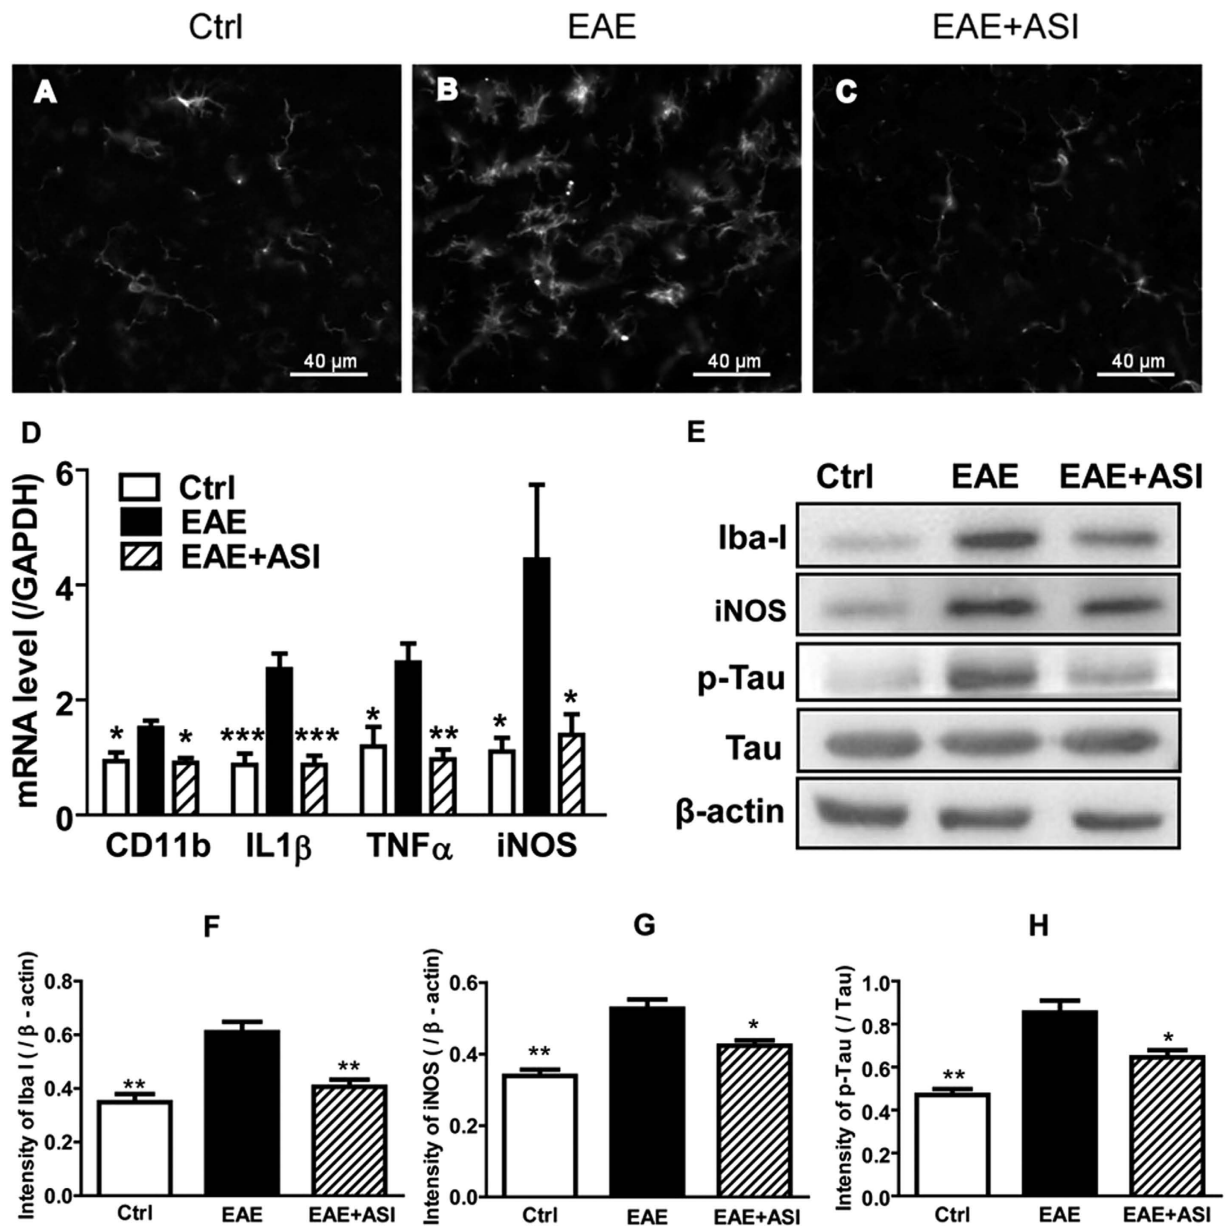 Ctrl EAE EAE+ASI
A B C
40 µm 40 µm 40 µm
D
mRNA level (/GAPDH)
6
4
2
0
Ctrl
EAE
EAE+ASI
* *
*** ***
* **
* *
CD11b IL1β TNFα iNOS
E
Ctrl EAE EAE+ASI
Iba-I
iNOS
p-Tau
Tau
β-actin
F
Intensity of Iba I ( / β - actin)
0.8
0.6
0.4
0.2
0.0
** **
Ctrl EAE EAE+ASI
G
Intensity of iNOS ( / β - actin)
0.6
0.4
0.2
0.0
** *
Ctrl EAE EAE+ASI
H
Intensity of p-Tau ( / Tau)
1.0
0.8
0.6
0.4
0.2
0.0
** *
Ctrl EAE EAE+ASI